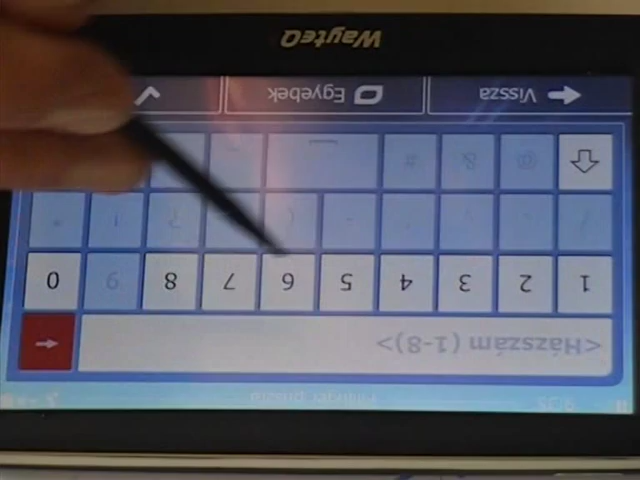 <Házszám (1-8)>
1 2 3 4 5 6 7 8 9 0
@ & #
Vissza Egyebek
WayteQ